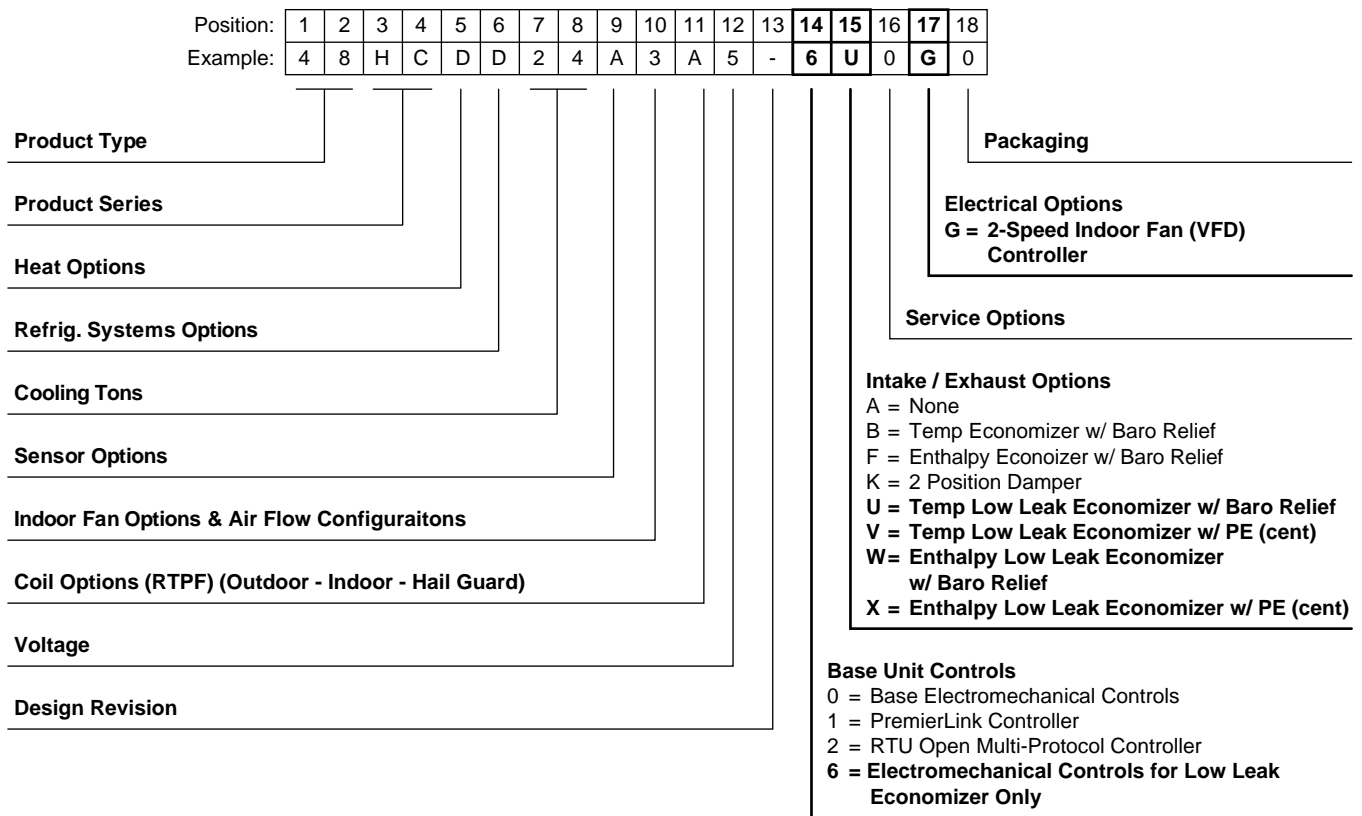 Position: 1 2 3 4 5 6 7 8 9 10 11 12 13 14 15 16 17 18
Example: 4 8 H C D D 2 4 A 3 A 5 - 6 U 0 G 0
Product Type
Product Series
Heat Options
Refrig. Systems Options
Cooling Tons
Sensor Options
Indoor Fan Options & Air Flow Configuraitons
Coil Options (RTPF) (Outdoor - Indoor - Hail Guard)
Voltage
Design Revision
Packaging
Electrical Options
G = 2-Speed Indoor Fan (VFD)
Controller
Service Options
Intake / Exhaust Options
A = None
B = Temp Economizer w/ Baro Relief
F = Enthalpy Econoizer w/ Baro Relief
K = 2 Position Damper
U = Temp Low Leak Economizer w/ Baro Relief
V = Temp Low Leak Economizer w/ PE (cent)
W= Enthalpy Low Leak Economizer
w/ Baro Relief
X = Enthalpy Low Leak Economizer w/ PE (cent)
Base Unit Controls
0 = Base Electromechanical Controls
1 = PremierLink Controller
2 = RTU Open Multi-Protocol Controller
6 = Electromechanical Controls for Low Leak
Economizer Only